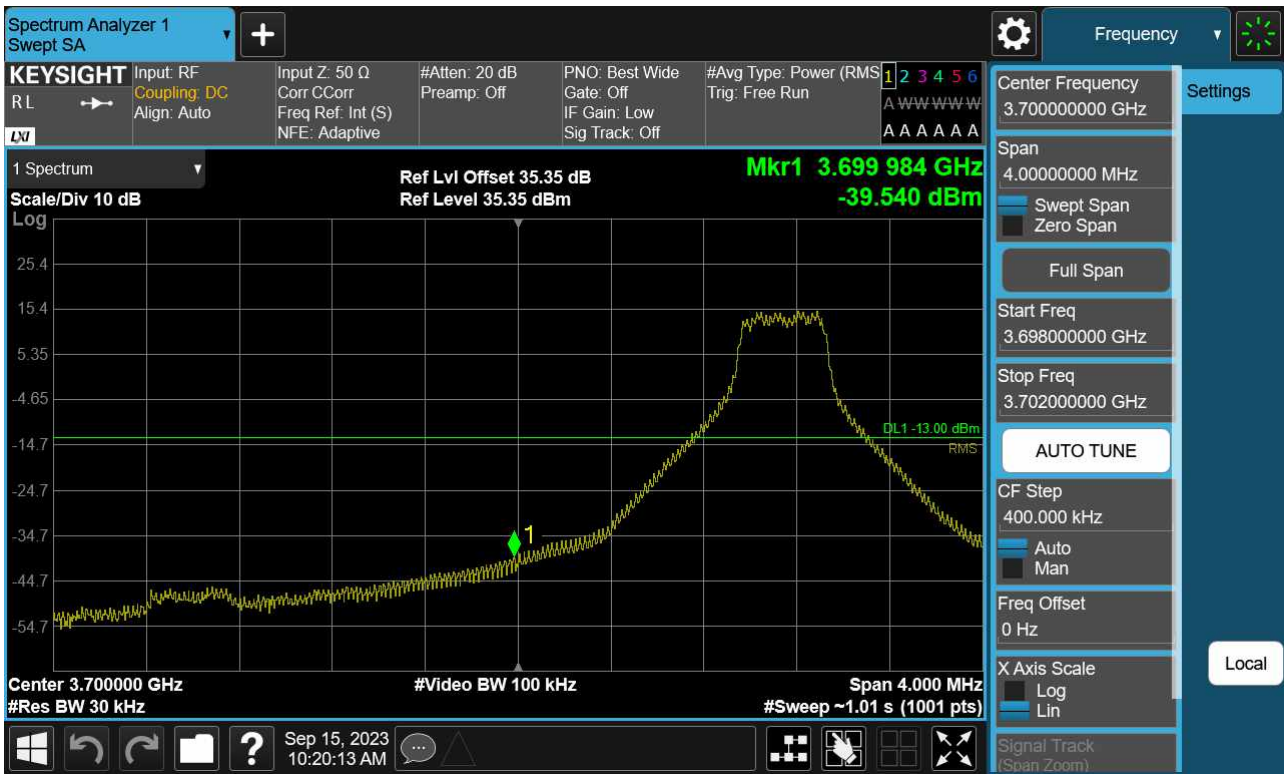 Spectrum Analyzer 1
Swept SA
Frequency
KEYSIGHT
R L
LXI
Input: RF
Coupling: DC
Align: Auto
Input Z: 50 Ω
Corr CCorr
Freq Ref: Int (S)
NFE: Adaptive
#Atten: 20 dB
Preamp: Off
PNO: Best Wide
Gate: Off
IF Gain: Low
Sig Track: Off
#Avg Type: Power (RMS
Trig: Free Run
1 2 3 4 5 6
A W W W W W
A A A A A A
1 Spectrum
Scale/Div 10 dB
Log
Ref Lvl Offset 35.35 dB
Ref Level 35.35 dBm
Mkr1 3.699 984 GHz
-39.540 dBm
25.4
15.4
5.35
-4.65
-14.7
-24.7
-34.7
-44.7
-54.7
DL1 -13.00 dBm
RMS
1
Center 3.700000 GHz
#Res BW 30 kHz
#Video BW 100 kHz
Span 4.000 MHz
#Sweep ~1.01 s (1001 pts)
Center Frequency
3.700000000 GHz
Span
4.00000000 MHz
Swept Span
Zero Span
Full Span
Start Freq
3.698000000 GHz
Stop Freq
3.702000000 GHz
AUTO TUNE
CF Step
400.000 kHz
Auto
Man
Freq Offset
0 Hz
X Axis Scale
Log
Lin
Signal Track
(Span Zoom)
Settings
Local
?
Sep 15, 2023
10:20:13 AM